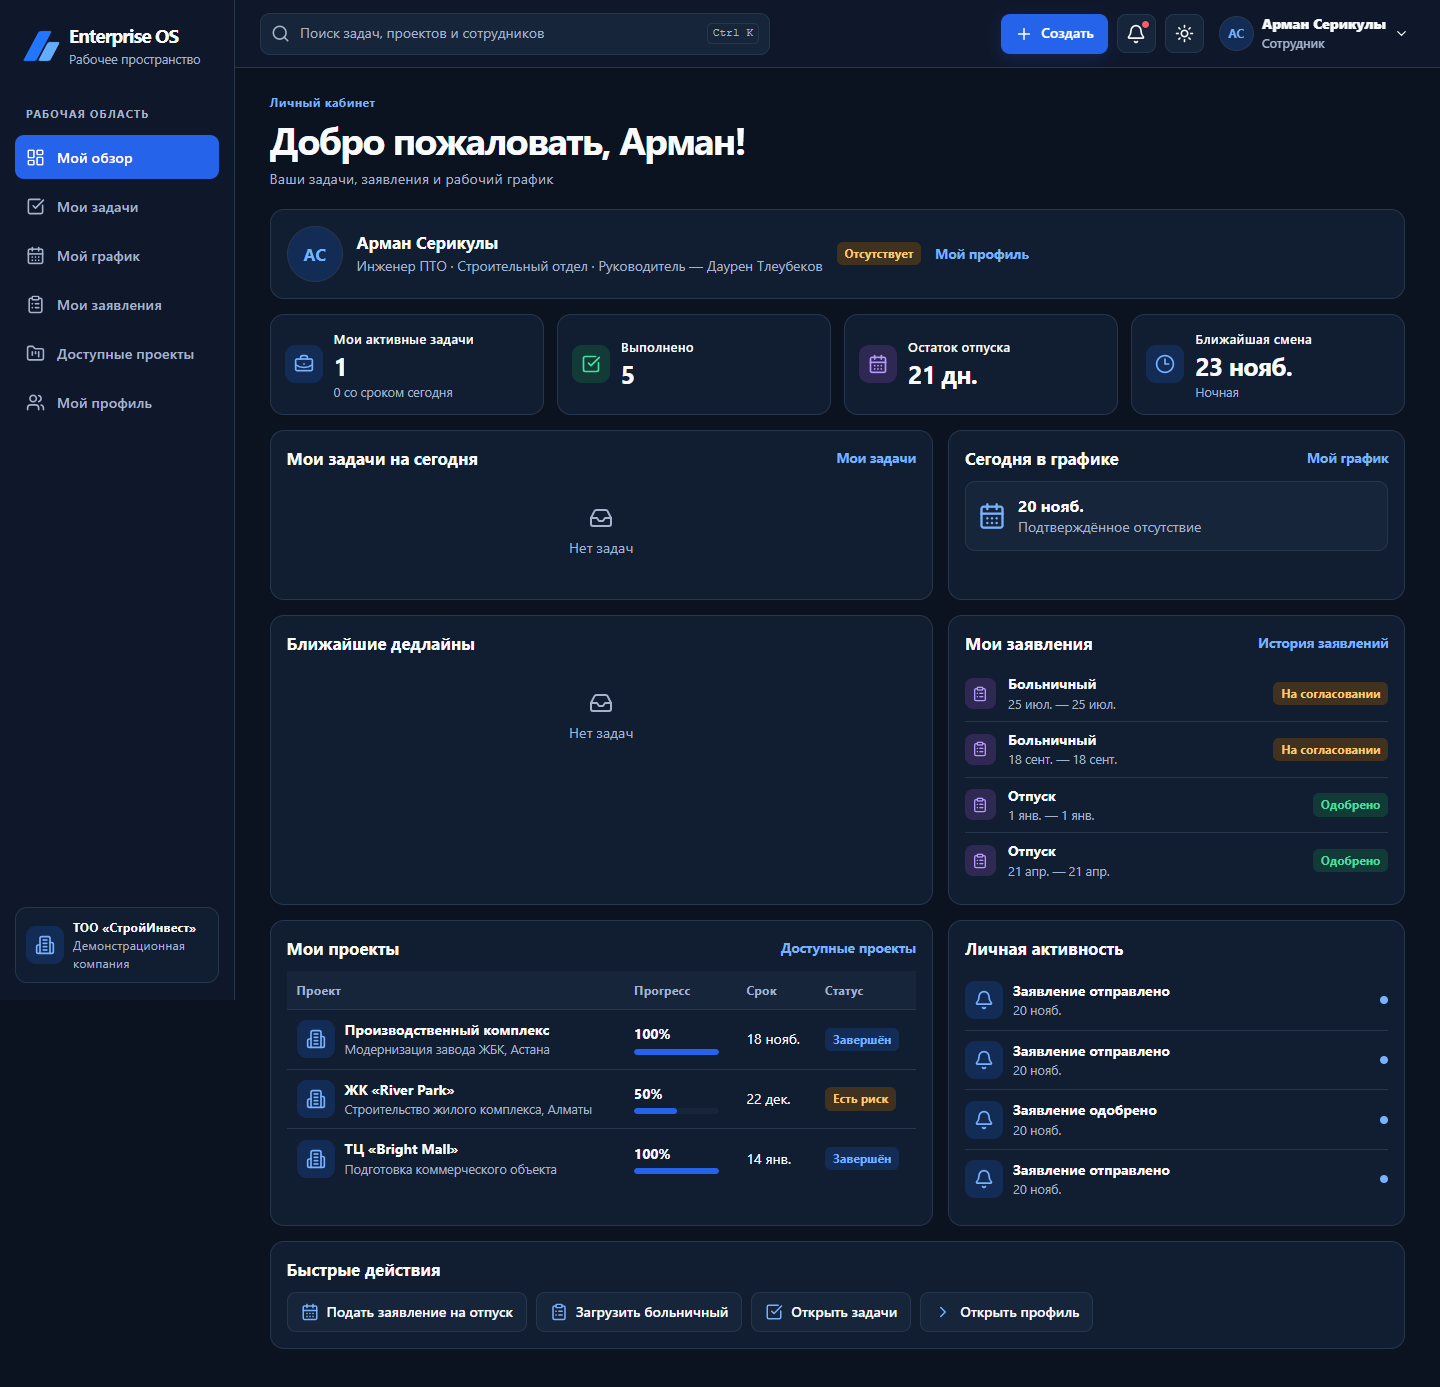 Enterprise OS
Рабочее пространство
РАБОЧАЯ ОБЛАСТЬ
Мой обзор
Мои задачи
Мой график
Мои заявления
Доступные проекты
Мой профиль
ТОО «СтройИнвест»
Демонстрационная
компания
Поиск задач, проектов и сотрудников
Ctrl K
Создать
АС
Арман Серикулы
Сотрудник
Личный кабинет
Добро пожаловать, Арман!
Ваши задачи, заявления и рабочий график
АС
Арман Серикулы
Инженер ПТО · Строительный отдел · Руководитель — Даурен Тлеубеков
Отсутствует
Мой профиль
Мои активные задачи
1
0 со сроком сегодня
Выполнено
5
Остаток отпуска
21 дн.
Ближайшая смена
23 нояб.
Ночная
Мои задачи на сегодня
Мои задачи
Нет задач
Сегодня в графике
Мой график
20 нояб.
Подтверждённое отсутствие
Ближайшие дедлайны
Нет задач
Мои заявления
История заявлений
Больничный
25 июл. — 25 июл.
На согласовании
Больничный
18 сент. — 18 сент.
На согласовании
Отпуск
1 янв. — 1 янв.
Одобрено
Отпуск
21 апр. — 21 апр.
Одобрено
Мои проекты
Доступные проекты
Проект
Прогресс
Срок
Статус
Производственный комплекс
Модернизация завода ЖБК, Астана
100%
18 нояб.
Завершён
ЖК «River Park»
Строительство жилого комплекса, Алматы
50%
22 дек.
Есть риск
ТЦ «Bright Mall»
Подготовка коммерческого объекта
100%
14 янв.
Завершён
Личная активность
Заявление отправлено
20 нояб.
Заявление отправлено
20 нояб.
Заявление одобрено
20 нояб.
Заявление отправлено
20 нояб.
Быстрые действия
Подать заявление на отпуск
Загрузить больничный
Открыть задачи
Открыть профиль